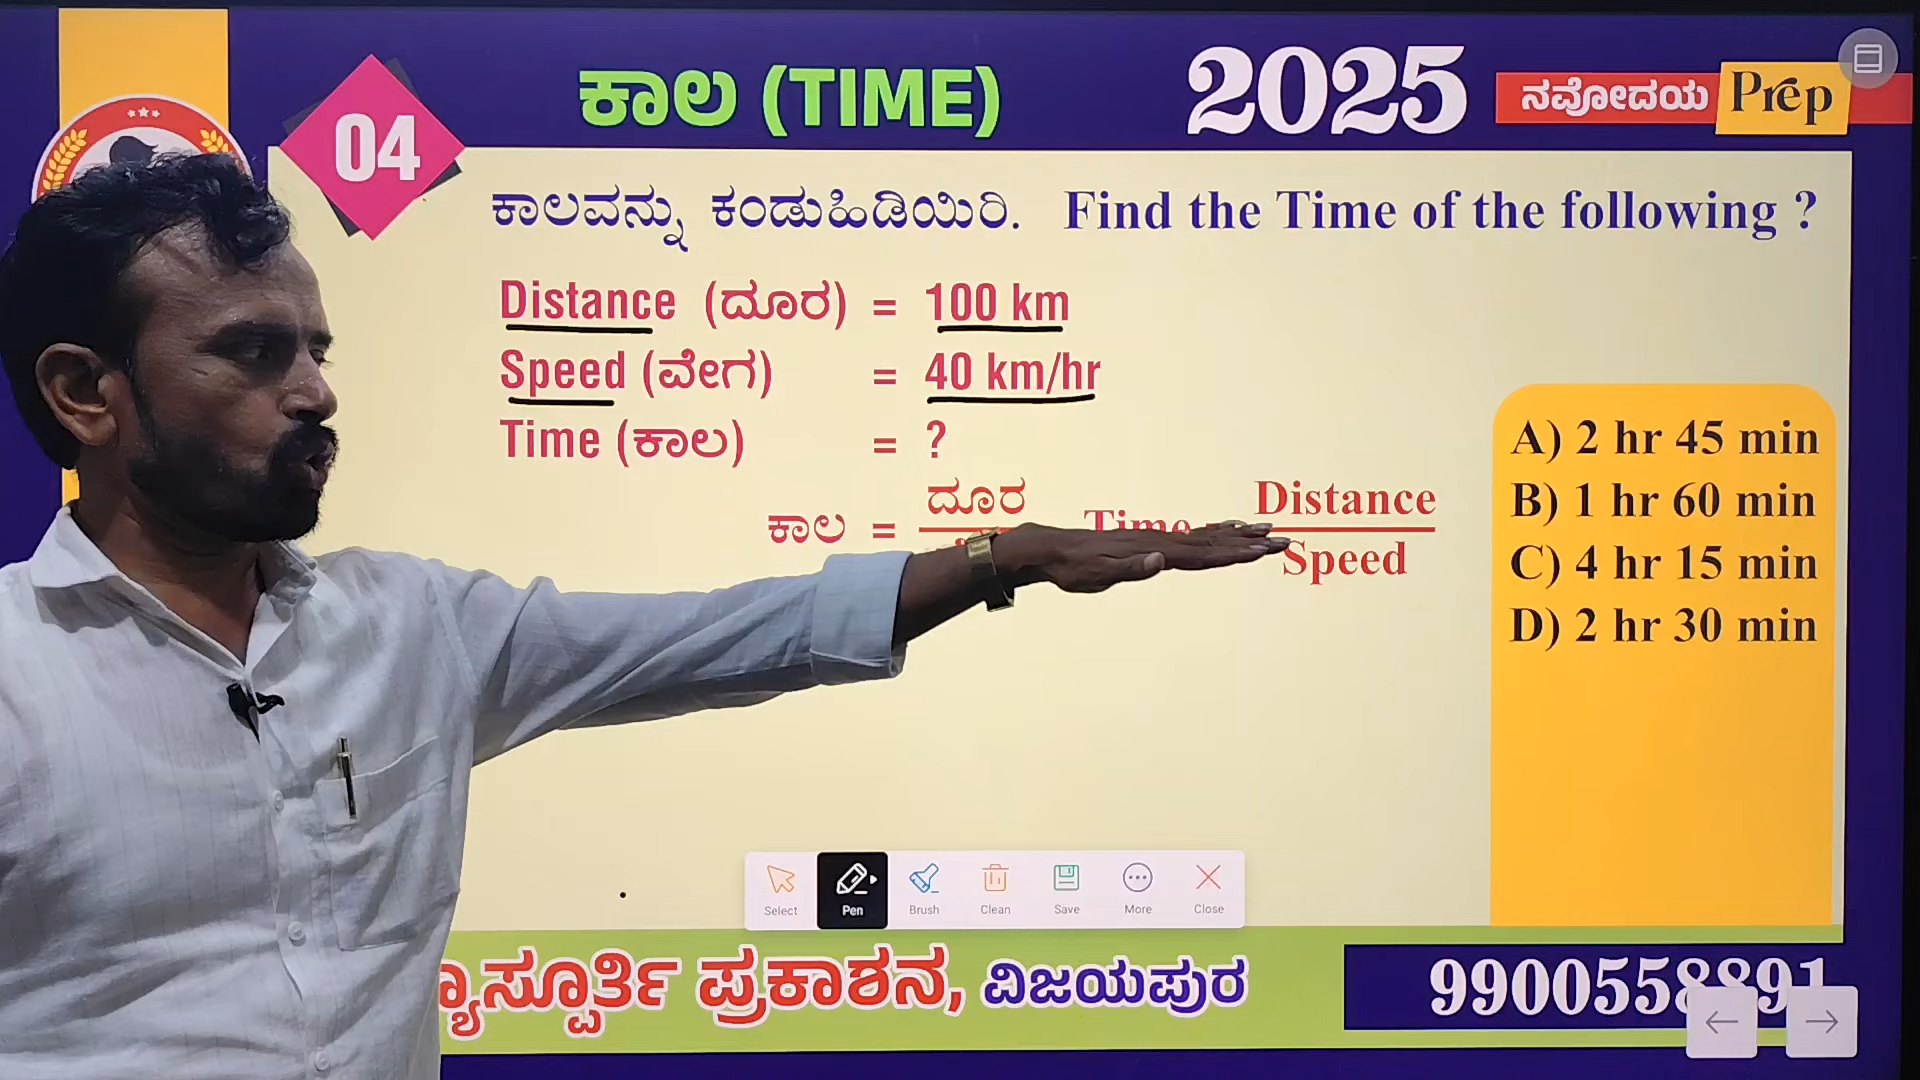 04
ಕಾಲ (TIME)
2025
ನವೋದಯ Prep
ಕಾಲವನ್ನು ಕಂಡುಹಿಡಿಯಿರಿ. Find the Time of the following ?
Distance (ದೂರ) = 100 km
Speed (ವೇಗ) = 40 km/hr
Time (ಕಾಲ) = ?
ಕಾಲ = ದೂರ
Time Distance
Speed
A) 2 hr 45 min
B) 1 hr 60 min
C) 4 hr 15 min
D) 2 hr 30 min
Select Pen Brush Clean Save More Close
ಪ್ರಕಾಶನ, ವಿಜಯಪುರ
9900558891